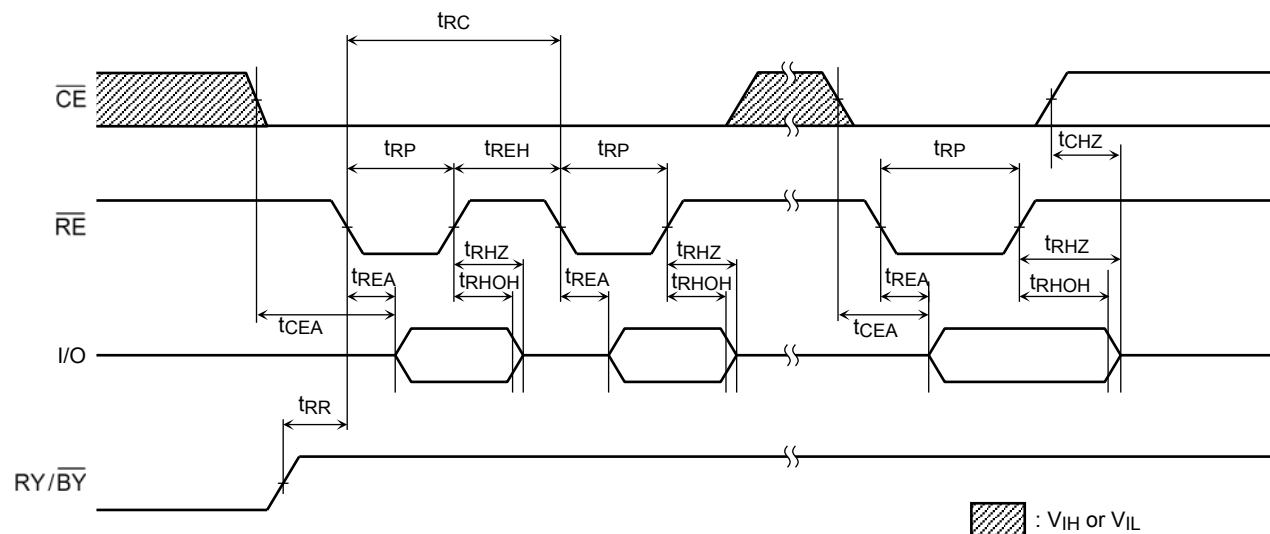 tRC
CE
tCHZ
tRP tREH tRP tRP
RE
tRHZ tRHZ tRHZ
tREA tRHOH tREA tRHOH tREA tRHOH
tCEA tCEA
I/O
tRR
RY/BY
: VIH or VIL